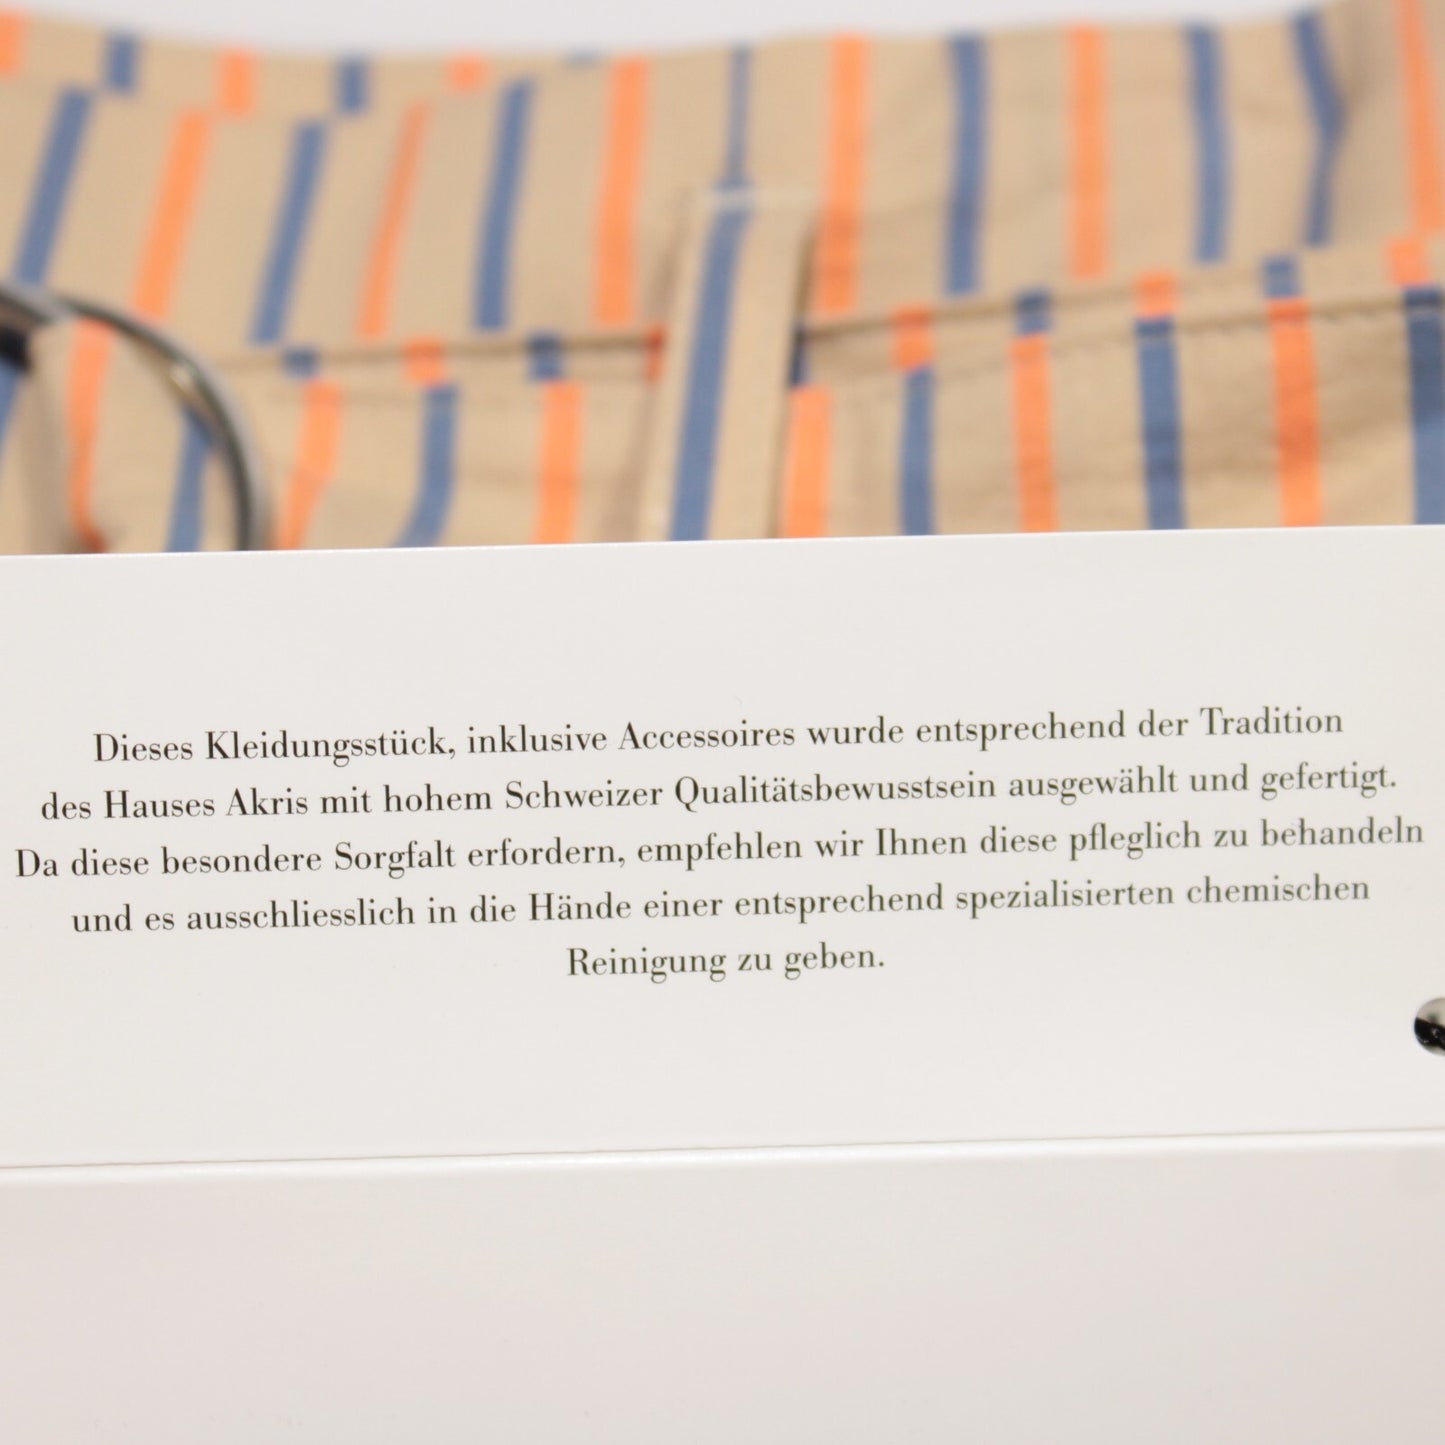 Dieses Kleidungsstück, inklusive Accessoires wurde entsprechend der Tradition
des Hauses Akris mit hohem Schweizer Qualitätsbewusstsein ausgewählt und gefertigt.
Da diese besondere Sorgfalt erfordern, empfehlen wir Ihnen diese pfleglich zu behandeln
und es ausschliesslich in die Hände einer entsprechend spezialisierten chemischen
Reinigung zu geben.